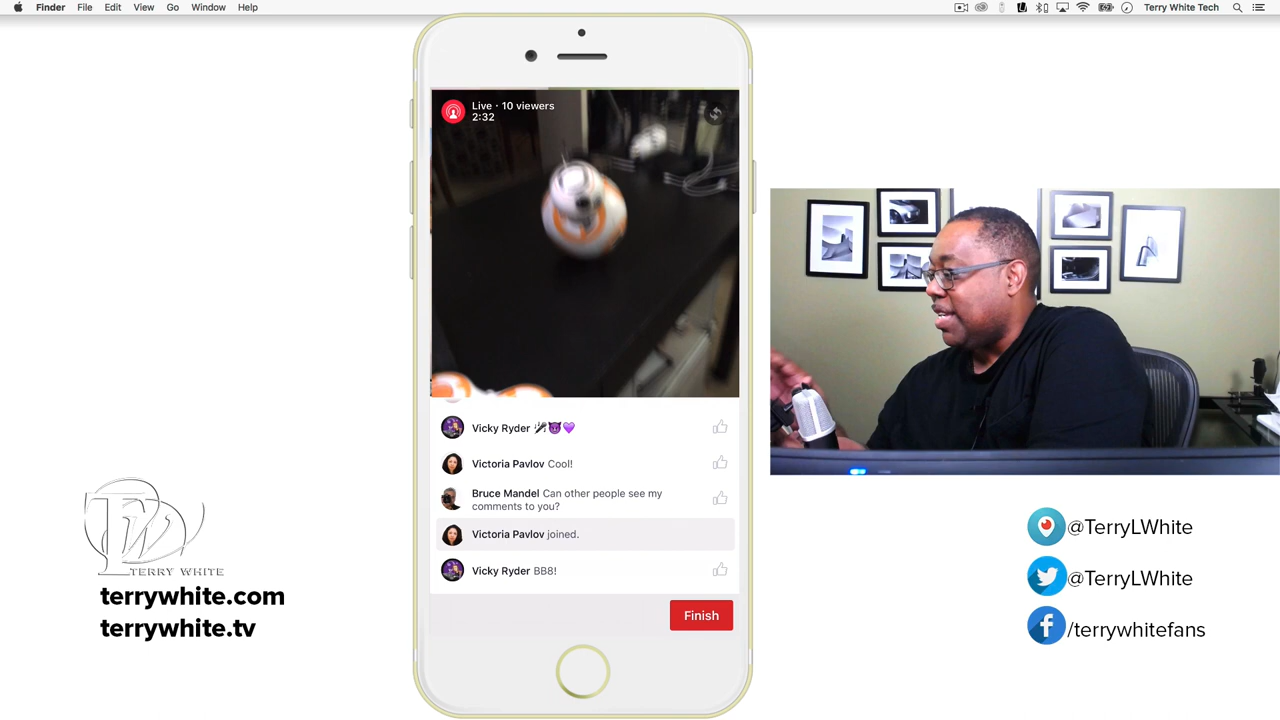 Finder File Edit View Go Window Help Terry White Tech
Live · 10 viewers
2:32
Vicky Ryder 🎤😈💜
Victoria Pavlov Cool!
Bruce Mandel Can other people see my
comments to you?
Victoria Pavlov joined.
Vicky Ryder BB8!
Finish
TW
TERRY WHITE
terrywhite.com
terrywhite.tv
@TerryLWhite
@TerryLWhite
/terrywhitefans